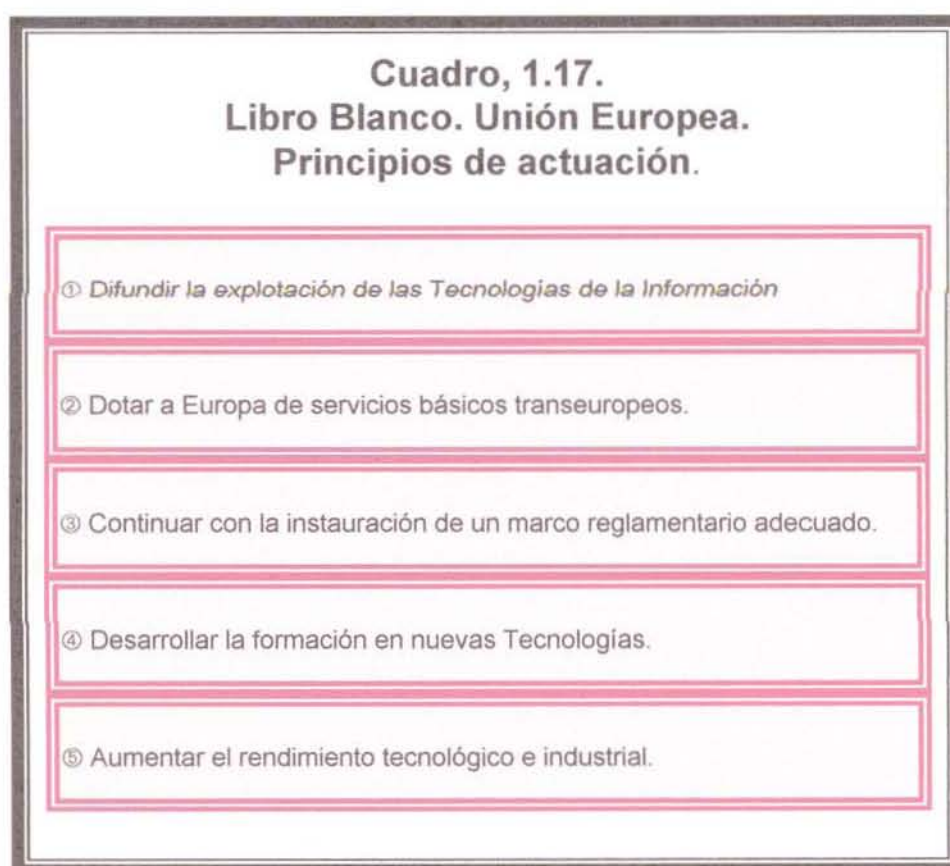 Cuadro, 1.17.
Libro Blanco. Unión Europea.
Principios de actuación.
① Difundir la explotación de las Tecnologías de la Información
② Dotar a Europa de servicios básicos transeuropeos.
③ Continuar con la instauración de un marco reglamentario adecuado.
④ Desarrollar la formación en nuevas Tecnologías.
⑤ Aumentar el rendimiento tecnológico e industrial.